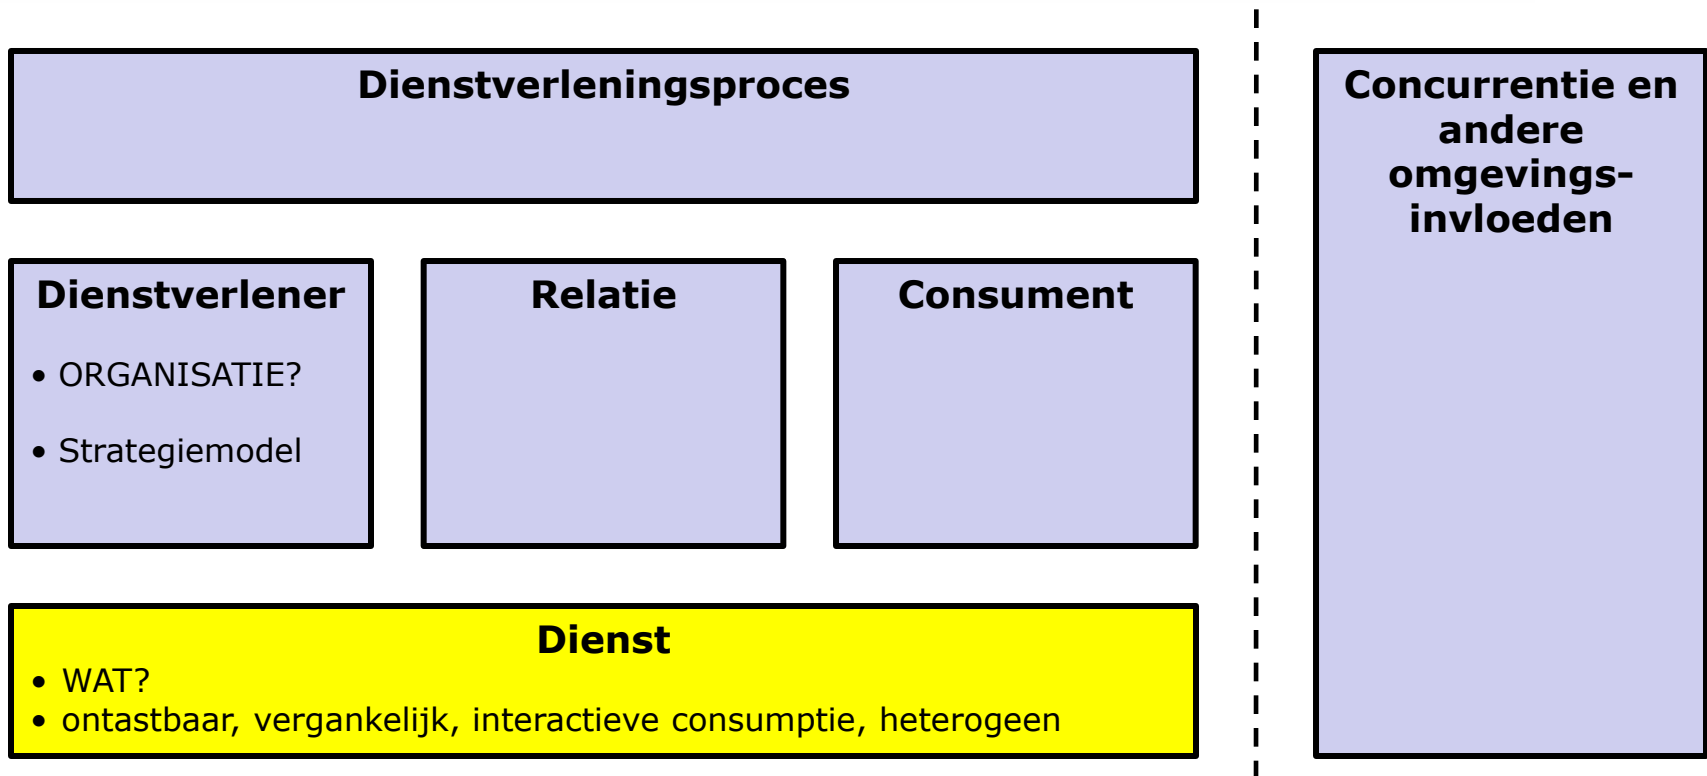 Dienstverleningsproces
Concurrentie en
andere
omgevings-
invloeden
Dienstverlener
• ORGANISATIE?
• Strategiemodel
Relatie
Consument
Dienst
• WAT?
• ontastbaar, vergankelijk, interactieve consumptie, heterogeen